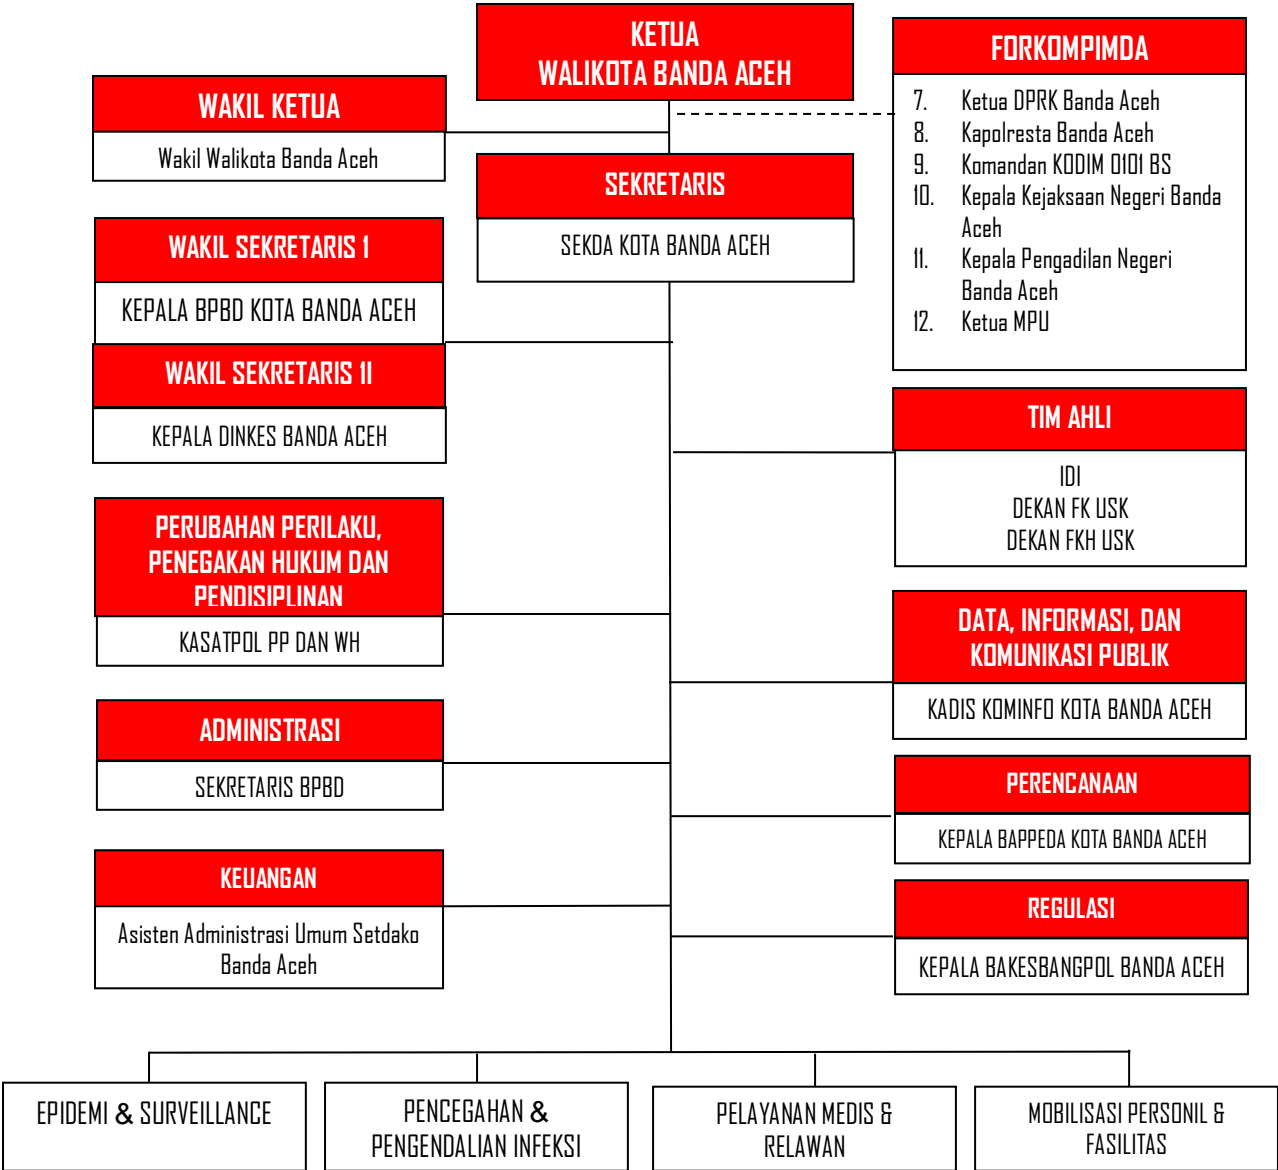 KETUA
WALIKOTA BANDA ACEH
FORKOMPIMDA
7. Ketua DPRK Banda Aceh
8. Kapolresta Banda Aceh
9. Komandan KODIM 0101 BS
10. Kepala Kejaksaan Negeri Banda
Aceh
11. Kepala Pengadilan Negeri
Banda Aceh
12. Ketua MPU
WAKIL KETUA
Wakil Walikota Banda Aceh
SEKRETARIS
SEKDA KOTA BANDA ACEH
WAKIL SEKRETARIS 1
KEPALA BPBD KOTA BANDA ACEH
WAKIL SEKRETARIS 1I
KEPALA DINKES BANDA ACEH
TIM AHLI
IDI
DEKAN FK USK
DEKAN FKH USK
PERUBAHAN PERILAKU,
PENEGAKAN HUKUM DAN
PENDISIPLINAN
KASATPOL PP DAN WH
DATA, INFORMASI, DAN
KOMUNIKASI PUBLIK
KADIS KOMINFO KOTA BANDA ACEH
ADMINISTRASI
SEKRETARIS BPBD
PERENCANAAN
KEPALA BAPPEDA KOTA BANDA ACEH
KEUANGAN
Asisten Administrasi Umum Setdako
Banda Aceh
REGULASI
KEPALA BAKESBANGPOL BANDA ACEH
EPIDEMI & SURVEILLANCE
PENCEGAHAN &
PENGENDALIAN INFEKSI
PELAYANAN MEDIS &
RELAWAN
MOBILISASI PERSONIL &
FASILITAS